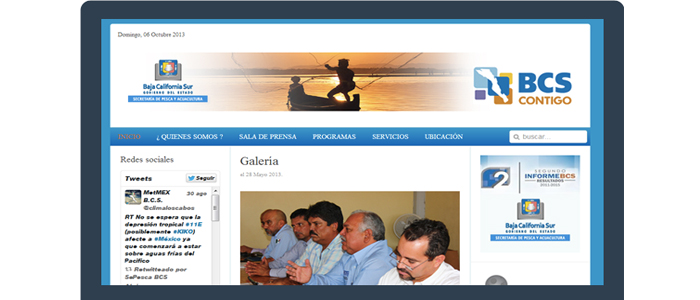 Domingo, 06 Octubre 2013
Baja California Sur
GOBIERNO DEL ESTADO
SECRETARÍA DE PESCA Y ACUACULTURA
BCS
CONTIGO
INICIO ¿ QUIENES SOMOS ? SALA DE PRENSA PROGRAMAS SERVICIOS UBICACIÓN buscar...
Redes sociales
Tweets Seguir
MetMEX 30 ago
B.C.S.
@climaloscabos
RT No se espera que la
depresión tropical #11E
(posiblemente #KIKO)
afecte a #México ya
que comenzará a estar
sobre aguas frías del
Pacífico
Retwitteado por
SePesca BCS
Galeria
el 28 Mayo 2013.
2
SEGUNDO
INFORMEBCS
RESULTADOS
2012-2013
Baja California Sur
GOBIERNO DEL ESTADO
SECRETARÍA DE PESCA Y ACUACULTURA